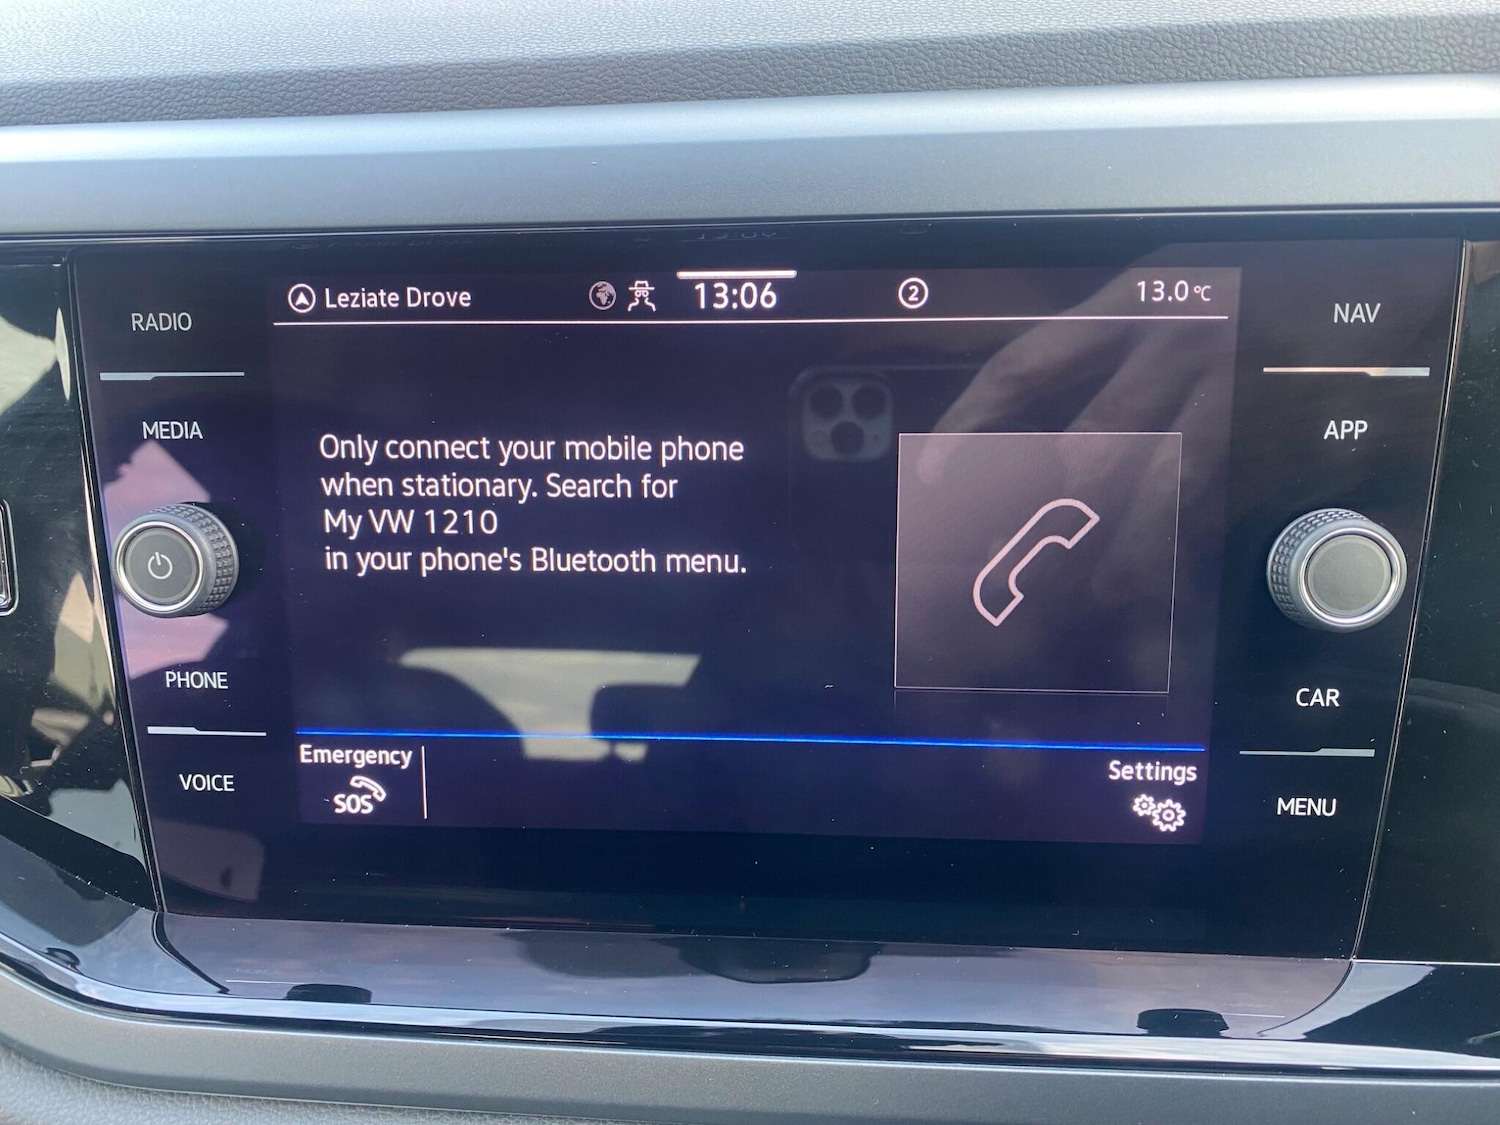 RADIO
MEDIA
PHONE
VOICE
Leziate Drove
13:06
2
13.0°C
Only connect your mobile phone
when stationary. Search for
My VW 1210
in your phone's Bluetooth menu.
Emergency
SOS
Settings
NAV
APP
CAR
MENU